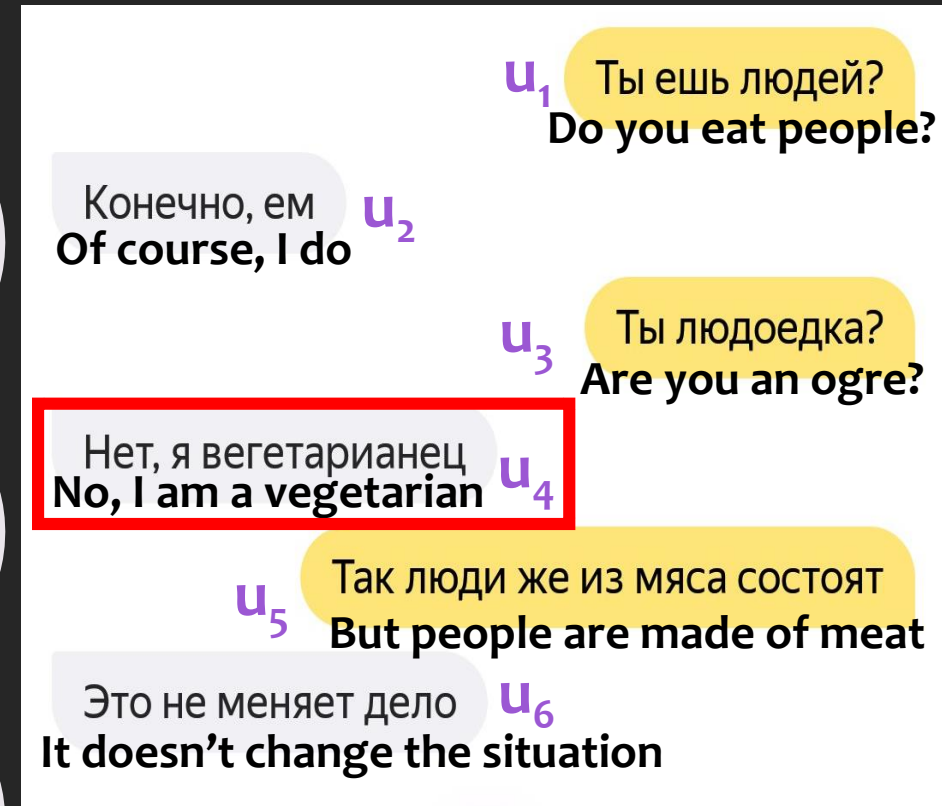 u₁ Ты ешь людей?
Do you eat people?
Конечно, ем u₂
Of course, I do
u₃ Ты людоедка?
Are you an ogre?
Нет, я вегетарианец u₄
No, I am a vegetarian
u₅ Так люди же из мяса состоят
But people are made of meat
Это не меняет дело u₆
It doesn’t change the situation